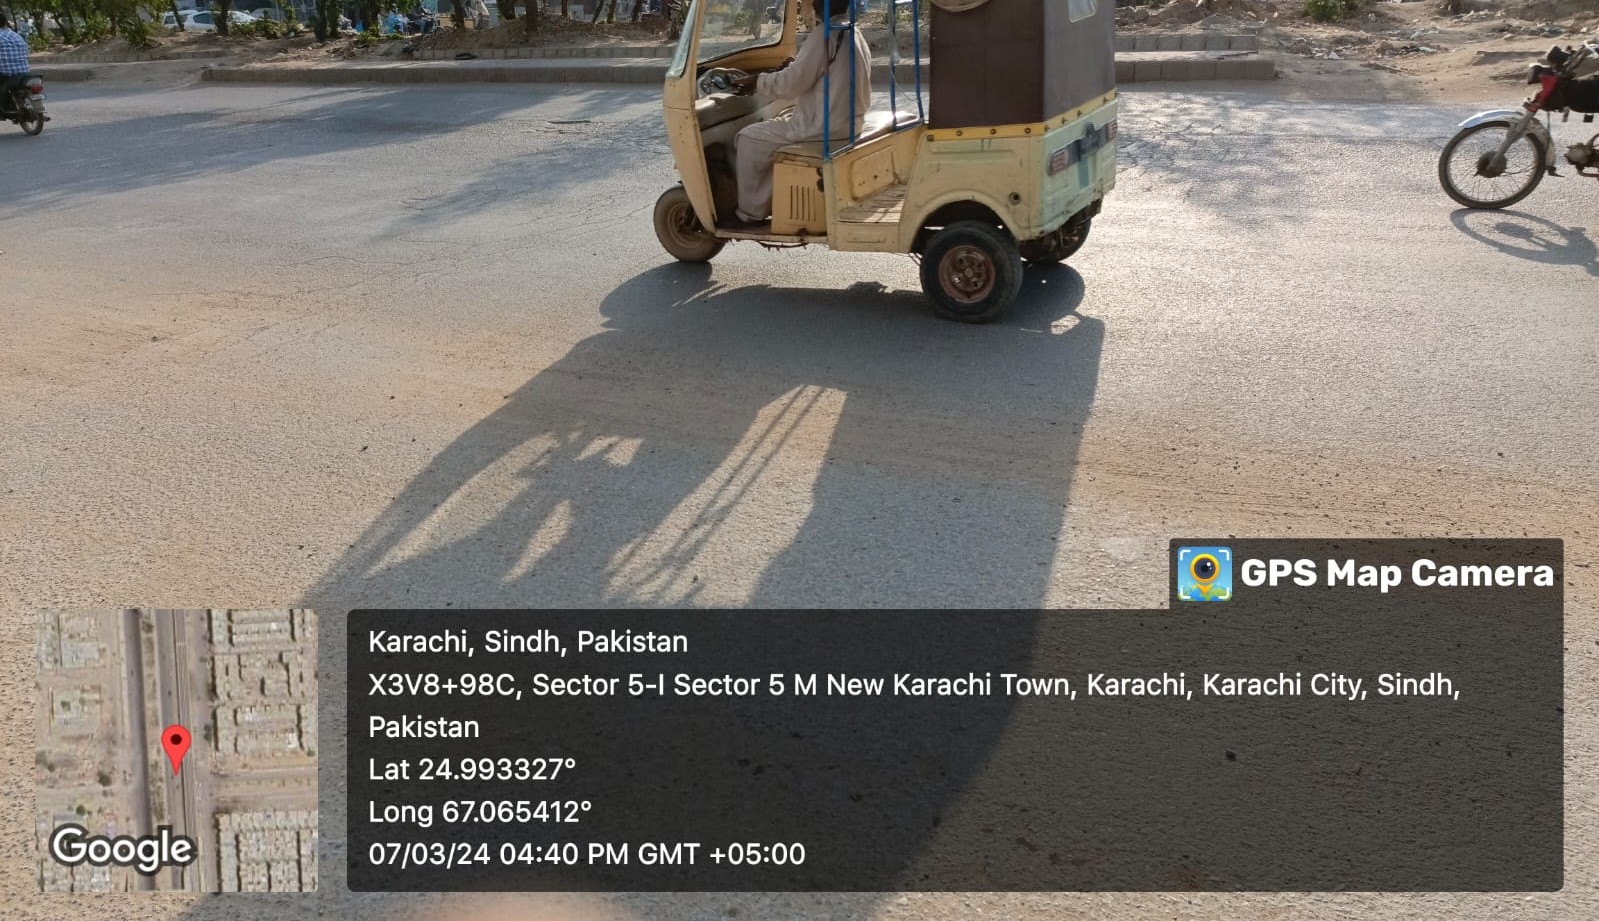 GPS Map Camera
Karachi, Sindh, Pakistan
X3V8+98C, Sector 5-I Sector 5 M New Karachi Town, Karachi, Karachi City, Sindh,
Pakistan
Lat 24.993327°
Long 67.065412°
07/03/24 04:40 PM GMT +05:00
Google